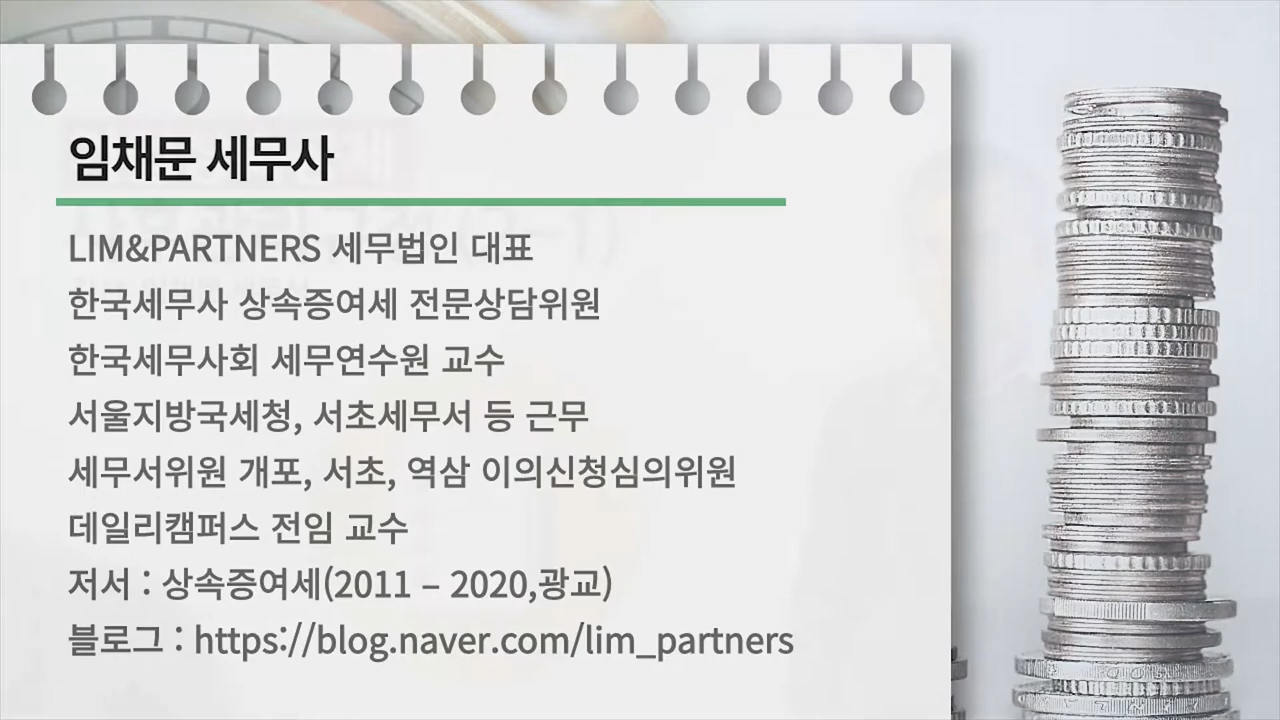 임채문 세무사
LIM&PARTNERS 세무법인 대표
한국세무사 상속증여세 전문상담위원
한국세무사회 세무연수원 교수
서울지방국세청, 서초세무서 등 근무
세무서위원 개포, 서초, 역삼 이의신청심의위원
데일리캠퍼스 전임 교수
저서 : 상속증여세(2011 – 2020,광교)
블로그 : https://blog.naver.com/lim_partners